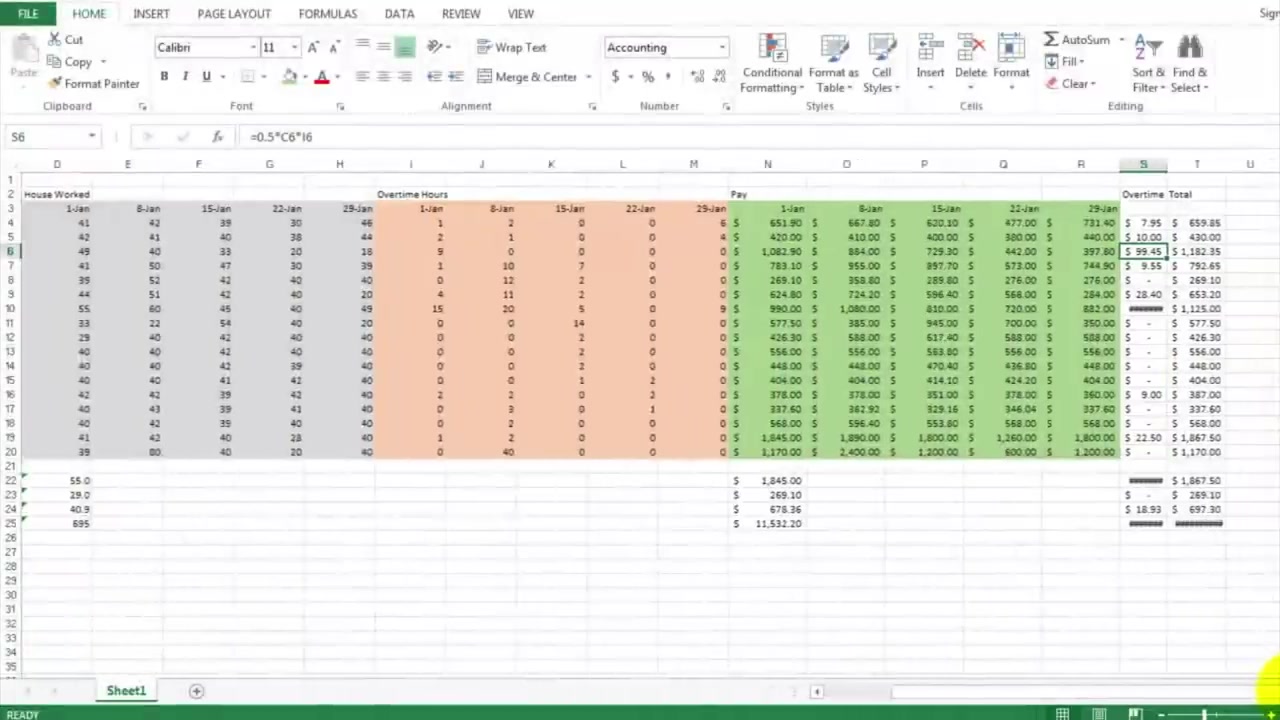 FILE HOME INSERT PAGE LAYOUT FORMULAS DATA REVIEW VIEW Sign
Cut Calibri 11 A A Wrap Text Accounting AutoSum
Copy Fill
Paste Format Painter B I U A Merge & Center $ % , Conditional Format as Cell Insert Delete Format Clear Sort & Find &
Formatting Table Styles Filter Select
Clipboard Font Alignment Number Styles Cells Editing
S6 fx =0.5*C6*I6
D E F G H I J K L M N O P Q R S T U
1
2 House Worked Overtime Hours Pay Overtime Total
3 1-Jan 8-Jan 15-Jan 22-Jan 29-Jan 1-Jan 8-Jan 15-Jan 22-Jan 29-Jan 1-Jan 8-Jan 15-Jan 22-Jan 29-Jan
4 41 42 39 30 46 1 2 0 0 6 $ 651.90 $ 667.80 $ 620.10 $ 477.00 $ 731.40 $ 7.95 $ 659.85
5 42 41 40 38 44 2 1 0 0 4 $ 420.00 $ 410.00 $ 400.00 $ 380.00 $ 440.00 $ 10.00 $ 430.00
6 49 40 33 20 18 9 0 0 0 0 $ 1,082.90 $ 884.00 $ 729.30 $ 442.00 $ 397.80 $ 99.45 $ 1,182.35
7 41 50 47 30 39 1 10 7 0 0 $ 783.10 $ 955.00 $ 897.70 $ 573.00 $ 744.90 $ 9.55 $ 792.65
8 39 52 42 40 40 0 12 2 0 0 $ 269.10 $ 358.80 $ 289.80 $ 276.00 $ 276.00 $ - $ 269.10
9 44 51 42 40 20 4 11 2 0 0 $ 624.80 $ 724.20 $ 596.40 $ 568.00 $ 284.00 $ 28.40 $ 653.20
10 55 60 45 40 49 15 20 5 0 9 $ 990.00 $ 1,080.00 $ 810.00 $ 720.00 $ 882.00 ####### $ 1,125.00
11 33 22 54 40 20 0 0 14 0 0 $ 577.50 $ 385.00 $ 945.00 $ 700.00 $ 350.00 $ - $ 577.50
12 29 40 42 40 40 0 0 2 0 0 $ 426.30 $ 588.00 $ 617.40 $ 588.00 $ 588.00 $ - $ 426.30
13 40 40 42 40 40 0 0 2 0 0 $ 556.00 $ 556.00 $ 583.80 $ 556.00 $ 556.00 $ - $ 556.00
14 40 40 42 39 40 0 0 2 0 0 $ 448.00 $ 448.00 $ 470.40 $ 436.80 $ 448.00 $ - $ 448.00
15 40 40 41 42 40 0 0 1 2 0 $ 404.00 $ 404.00 $ 414.10 $ 424.20 $ 404.00 $ - $ 404.00
16 42 42 39 42 40 2 2 0 2 0 $ 378.00 $ 378.00 $ 351.00 $ 378.00 $ 360.00 $ 9.00 $ 387.00
17 40 43 39 41 40 0 3 0 1 0 $ 337.60 $ 362.92 $ 329.16 $ 346.04 $ 337.60 $ - $ 337.60
18 40 42 39 40 40 0 2 0 0 0 $ 568.00 $ 596.40 $ 553.80 $ 568.00 $ 568.00 $ - $ 568.00
19 41 42 40 28 40 1 2 0 0 0 $ 1,845.00 $ 1,890.00 $ 1,800.00 $ 1,260.00 $ 1,800.00 $ 22.50 $ 1,867.50
20 39 80 40 20 40 0 40 0 0 0 $ 1,170.00 $ 2,400.00 $ 1,200.00 $ 600.00 $ 1,200.00 $ - $ 1,170.00
21
22 55.0 $ 1,845.00 ####### $ 1,867.50
23 29.0 $ 269.10 $ - $ 269.10
24 40.9 $ 678.36 $ 18.93 $ 697.30
25 695 $ 11,532.20 ####### #########
26
27
28
29
30
31
32
33
34
35
Sheet1
READY